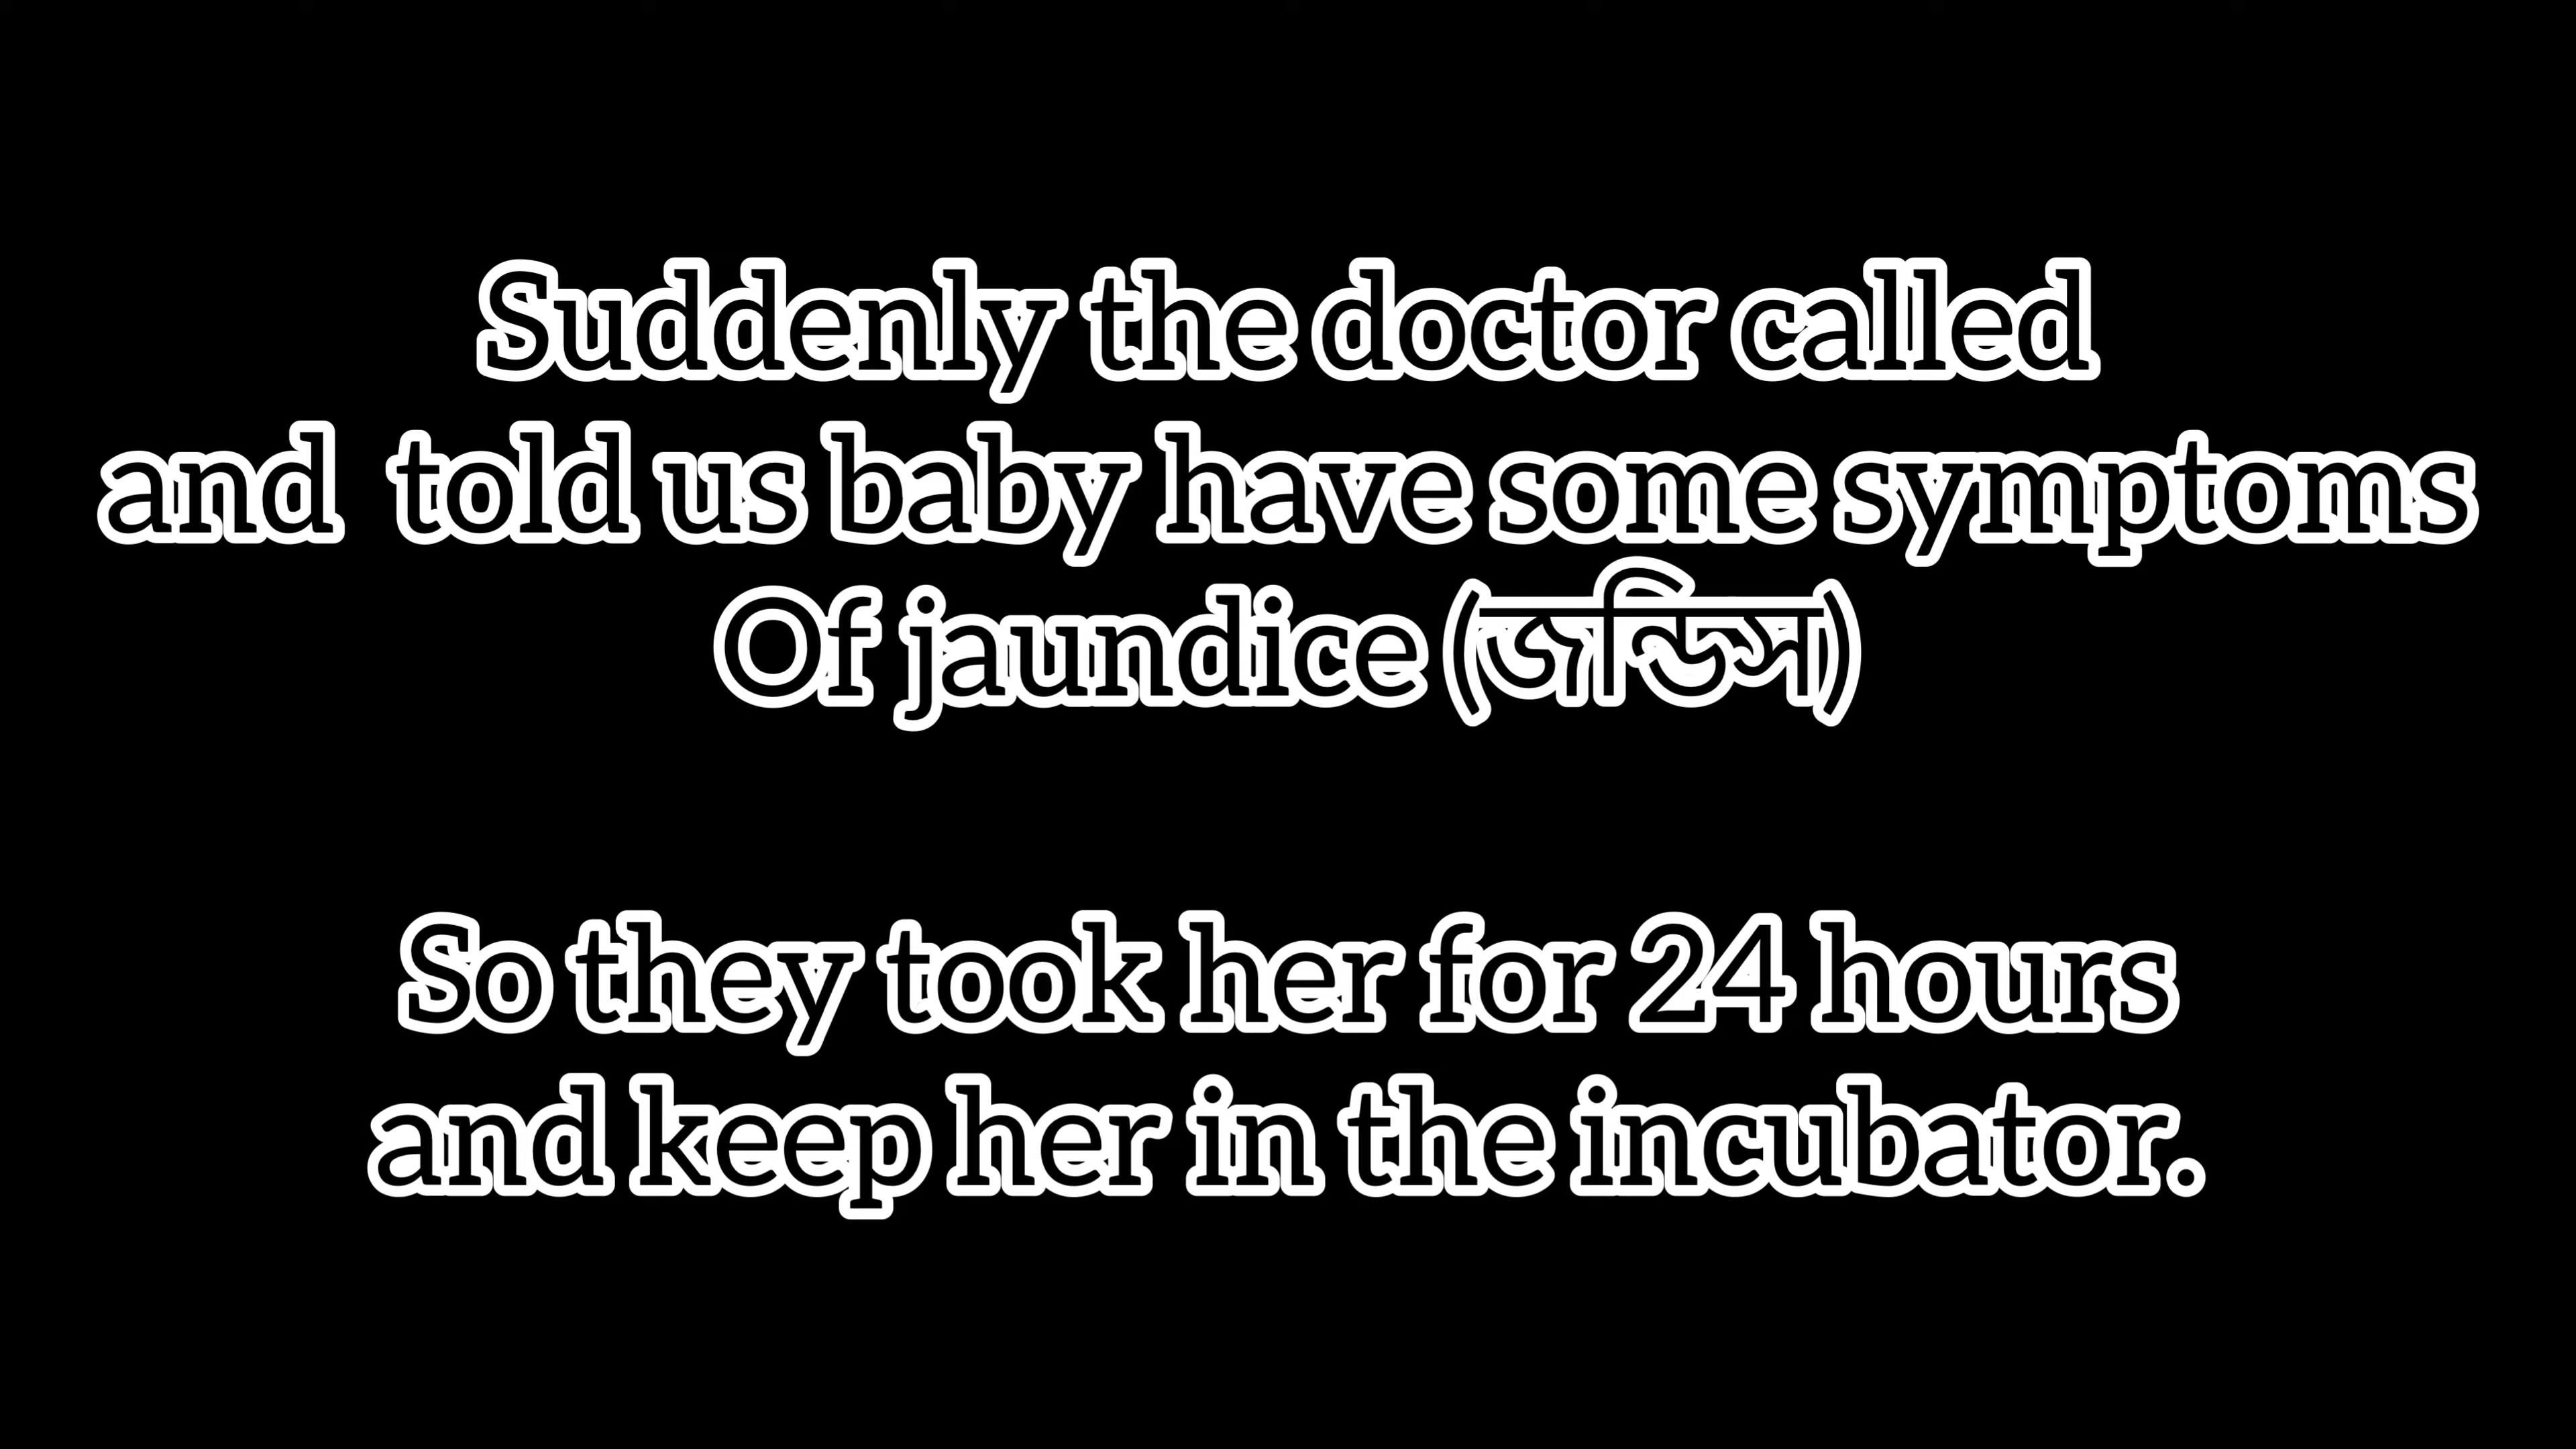 Suddenly the doctor called
and  told us baby have some symptoms
Of jaundice (জন্ডিস)
So they took her for 24 hours
and keep her in the incubator.